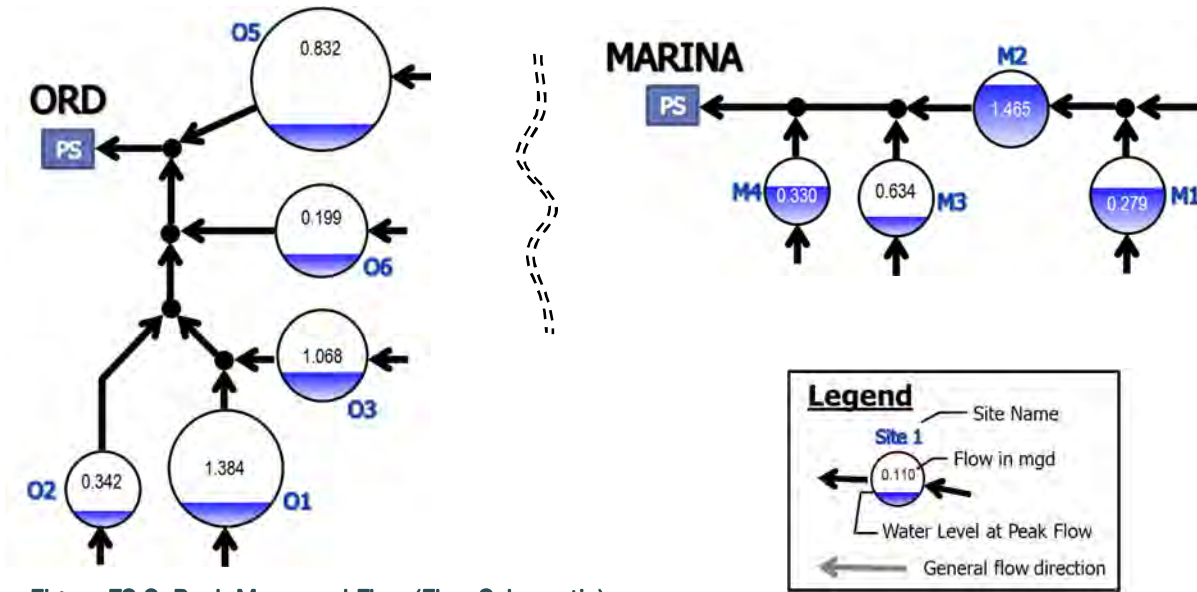 O5
0.832
ORD
PS
0.199
O6
1.068
O3
O2
0.342
1.384
O1
MARINA
PS
M2
1.465
M4
0.330
0.634
M3
0.279
M1
Legend
Site Name
Site 1
0.110
Flow in mgd
Water Level at Peak Flow
General flow direction